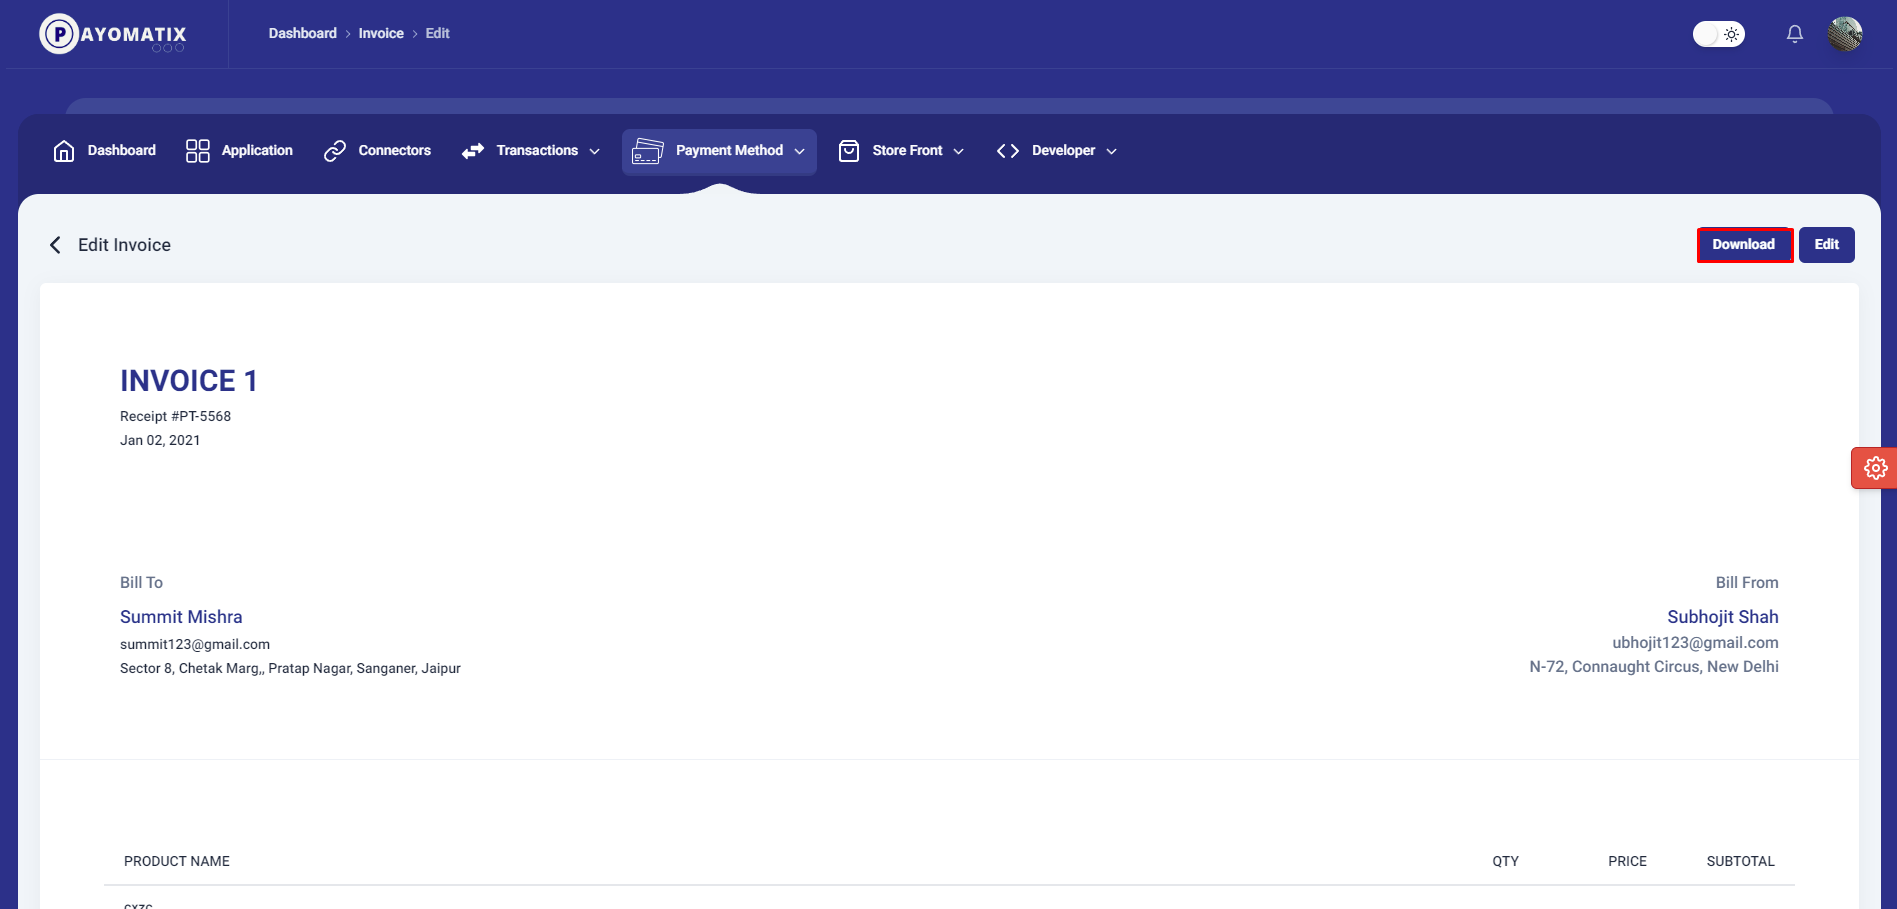 PAYOMATIX
Dashboard > Invoice > Edit
Dashboard
Application
Connectors
Transactions
Payment Method
Store Front
Developer
Edit Invoice
Download
Edit
INVOICE 1
Receipt #PT-5568
Jan 02, 2021
Bill To
Summit Mishra
summit123@gmail.com
Sector 8, Chetak Marg,, Pratap Nagar, Sanganer, Jaipur
Bill From
Subhojit Shah
ubhojit123@gmail.com
N-72, Connaught Circus, New Delhi
PRODUCT NAME QTY PRICE SUBTOTAL